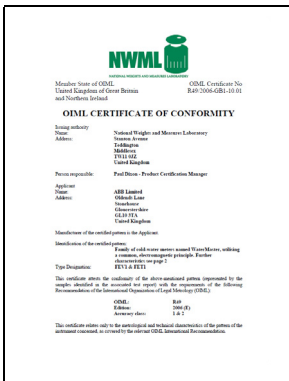 NWML
NATIONAL WEIGHTS AND MEASURES LABORATORY
Member State of OIML
United Kingdom of Great Britain
and Northern Ireland
OIML Certificate No
R49/2006-GB1-10.01
OIML CERTIFICATE OF CONFORMITY
Issuing authority
Name: National Weights and Measures Laboratory
Address: Stanton Avenue
Teddington
Middlesex
TW11 0JZ
United Kingdom
Person responsible: Paul Dixon - Product Certification Manager
Applicant
Name: ABB Limited
Address: Oldends Lane
Stonehouse
Gloucestershire
GL10 3TA
United Kingdom
Manufacturer of the certified pattern is the Applicant
Identification of the certified pattern:
Family of cold water meters named WaterMaster, utilising
a common, electromagnetic principle. Further
characteristics see page 2
Type Designation: FEV1 & FET1
This certificate attests the conformity of the above-mentioned pattern (represented by the
samples identified in the associated test report) with the requirements of the following
Recommendation of the International Organization of Legal Metrology (OIML):
OIML: R49
Edition: 2006 (E)
Accuracy class: 1 & 2
This certificate relates only to the metrological and technical characteristics of the pattern of the
instrument concerned, as covered by the relevant OIML International Recommendation.